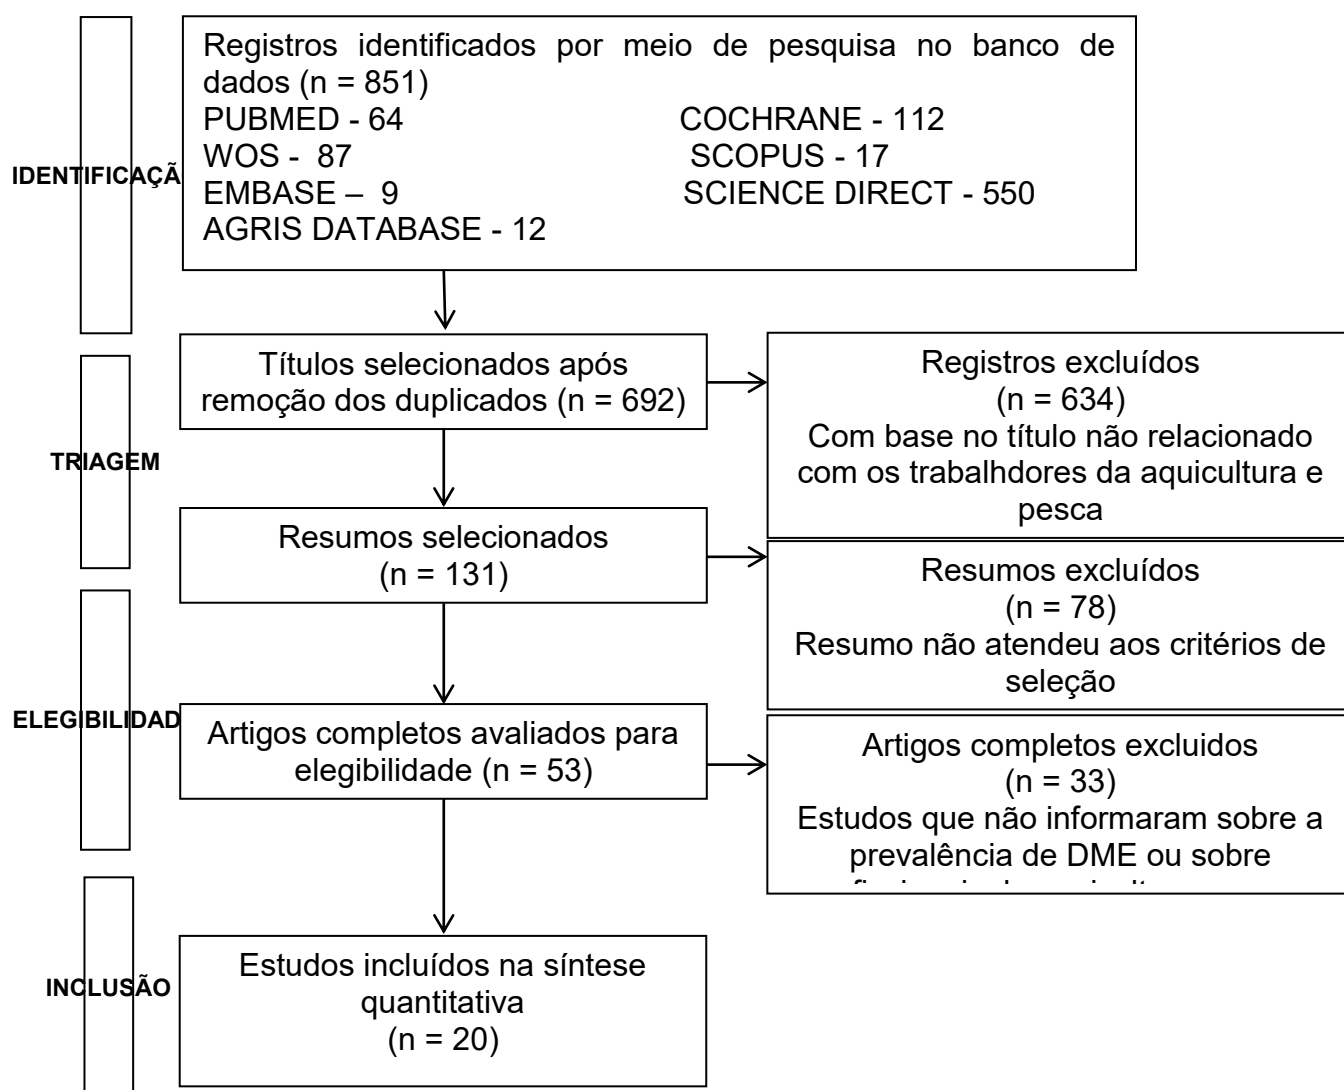 Registros identificados por meio de pesquisa no banco de
dados (n = 851)
PUBMED - 64 COCHRANE - 112
WOS - 87 SCOPUS - 17
EMBASE – 9 SCIENCE DIRECT - 550
AGRIS DATABASE - 12
IDENTIFICAÇÃ
Títulos selecionados após
remoção dos duplicados (n = 692)
Registros excluídos
(n = 634)
Com base no título não relacionado
com os trabalhdores da aquicultura e
pesca
TRIAGEM
Resumos selecionados
(n = 131)
Resumos excluídos
(n = 78)
Resumo não atendeu aos critérios de
seleção
ELEGIBILIDAD
Artigos completos avaliados para
elegibilidade (n = 53)
Artigos completos excluidos
(n = 33)
Estudos que não informaram sobre a
prevalência de DME ou sobre
INCLUSÃO
Estudos incluídos na síntese
quantitativa
(n = 20)